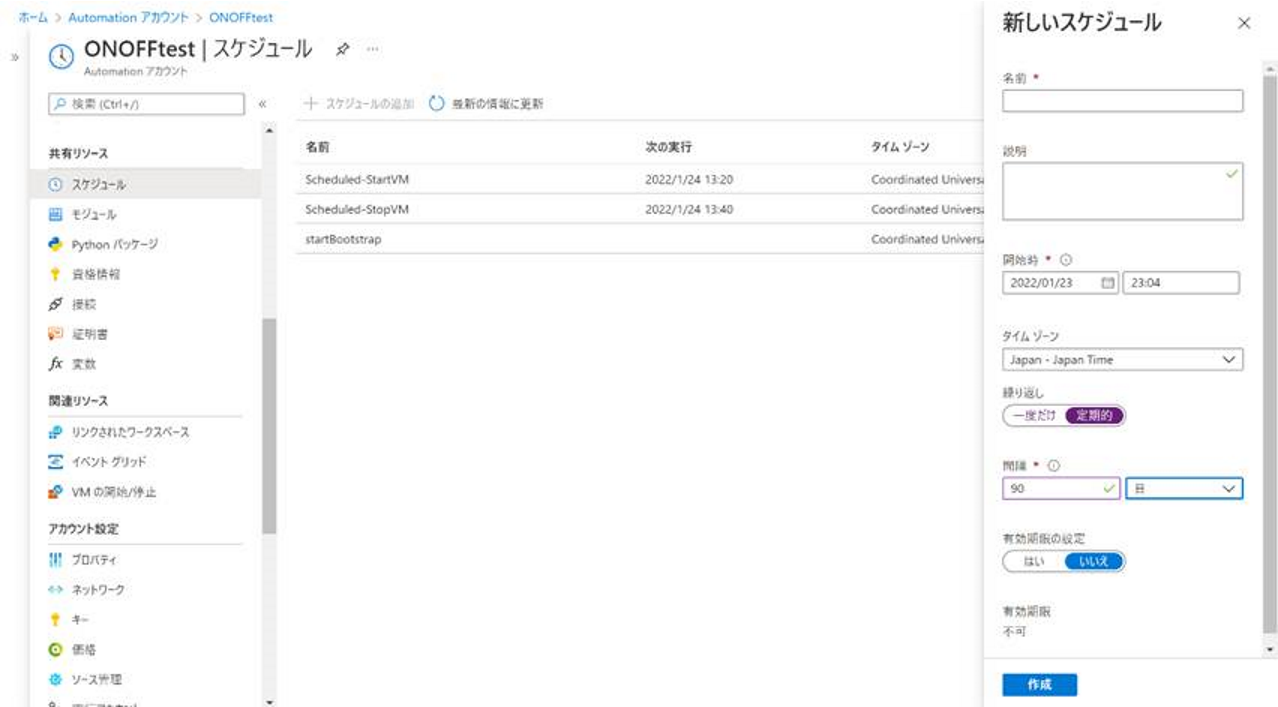 ホーム > Automation アカウント > ONOFFtest
ONOFFtest | スケジュール
Automation アカウント
検索 (Ctrl+/)
共有リソース
スケジュール
モジュール
Python パッケージ
資格情報
接続
証明書
変数
関連リソース
リンクされたワークスペース
イベント グリッド
VM の開始/停止
アカウント設定
プロパティ
ネットワーク
キー
価格
ソース管理
スケジュールの追加 最新の情報に更新
名前 次の実行 タイム ゾーン
Scheduled-StartVM 2022/1/24 13:20 Coordinated Universa
Scheduled-StopVM 2022/1/24 13:40 Coordinated Universa
startBootstrap Coordinated Universa
新しいスケジュール
名前 *
説明
開始時 *
2022/01/23 23:04
タイム ゾーン
Japan - Japan Time
繰り返し
一度だけ 定期的
間隔 *
90 日
有効期限の設定
はい いいえ
有効期限
不可
作成